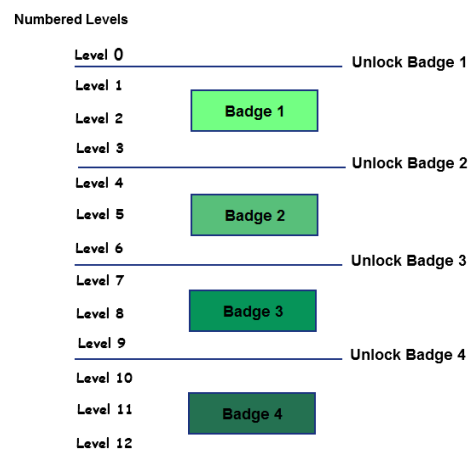 Numbered Levels
Level 0
Unlock Badge 1
Level 1
Badge 1
Level 2
Level 3
Unlock Badge 2
Level 4
Level 5
Badge 2
Level 6
Unlock Badge 3
Level 7
Level 8
Badge 3
Level 9
Unlock Badge 4
Level 10
Level 11
Badge 4
Level 12